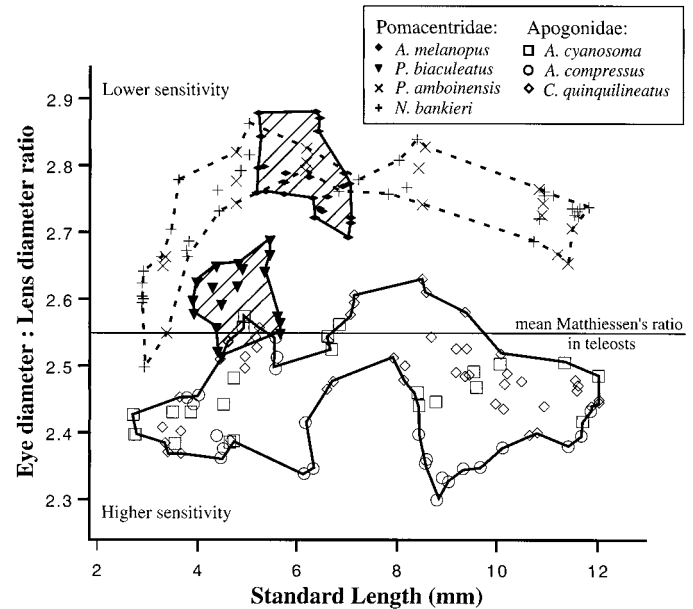 Pomacentridae: Apogonidae:
A. melanopus A. cyanosoma
P. biaculeatus A. compressus
P. amboinensis C. quinquilineatus
N. bankieri
Lower sensitivity
2.9
2.8
2.7
2.6
2.5
2.4
2.3
Eye diameter : Lens diameter ratio
mean Matthiessen's ratio
in teleosts
Higher sensitivity
2 4 6 8 10 12
Standard Length (mm)